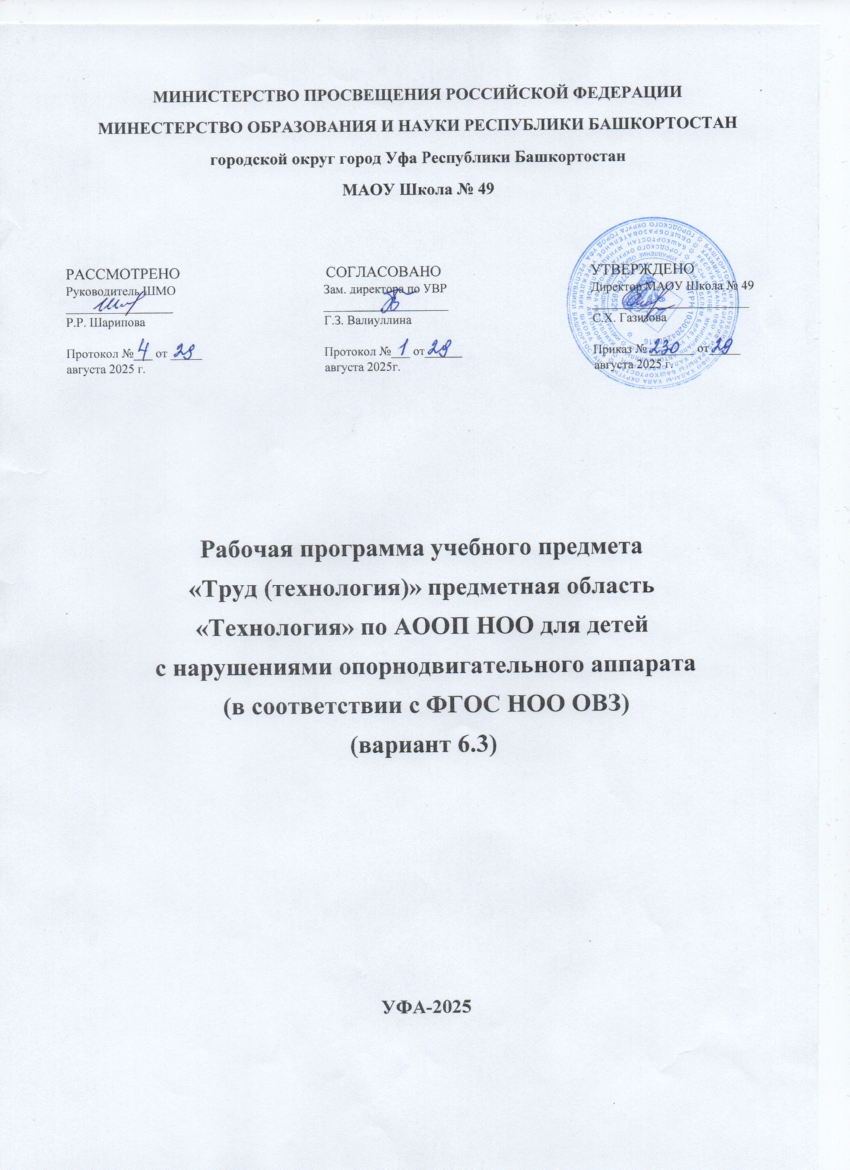 МИНИСТЕРСТВО ПРОСВЕЩЕНИЯ РОССИЙСКОЙ ФЕДЕРАЦИИ
МИНЕСТЕРСТВО ОБРАЗОВАНИЯ И НАУКИ РЕСПУБЛИКИ БАШКОРТОСТАН
городской округ город Уфа Республики Башкортостан
МАОУ Школа № 49
РАССМОТРЕНО
Руководитель ШМО
Р.Р. Шарипова
Протокол № 4 от 29
августа 2025 г.
СОГЛАСОВАНО
Зам. директора по УВР
Г.З. Валиуллина
Протокол № 1 от 29
августа 2025г.
УТВЕРЖДЕНО
Директор МАОУ Школа № 49
С.Х. Газизова
Приказ № 230 от 29
августа 2025 г.
Рабочая программа учебного предмета
«Труд (технология)» предметная область
«Технология» по АООП НОО для детей
с нарушениями опорнодвигательного аппарата
(в соответствии с ФГОС НОО ОВЗ)
(вариант 6.3)
УФА-2025